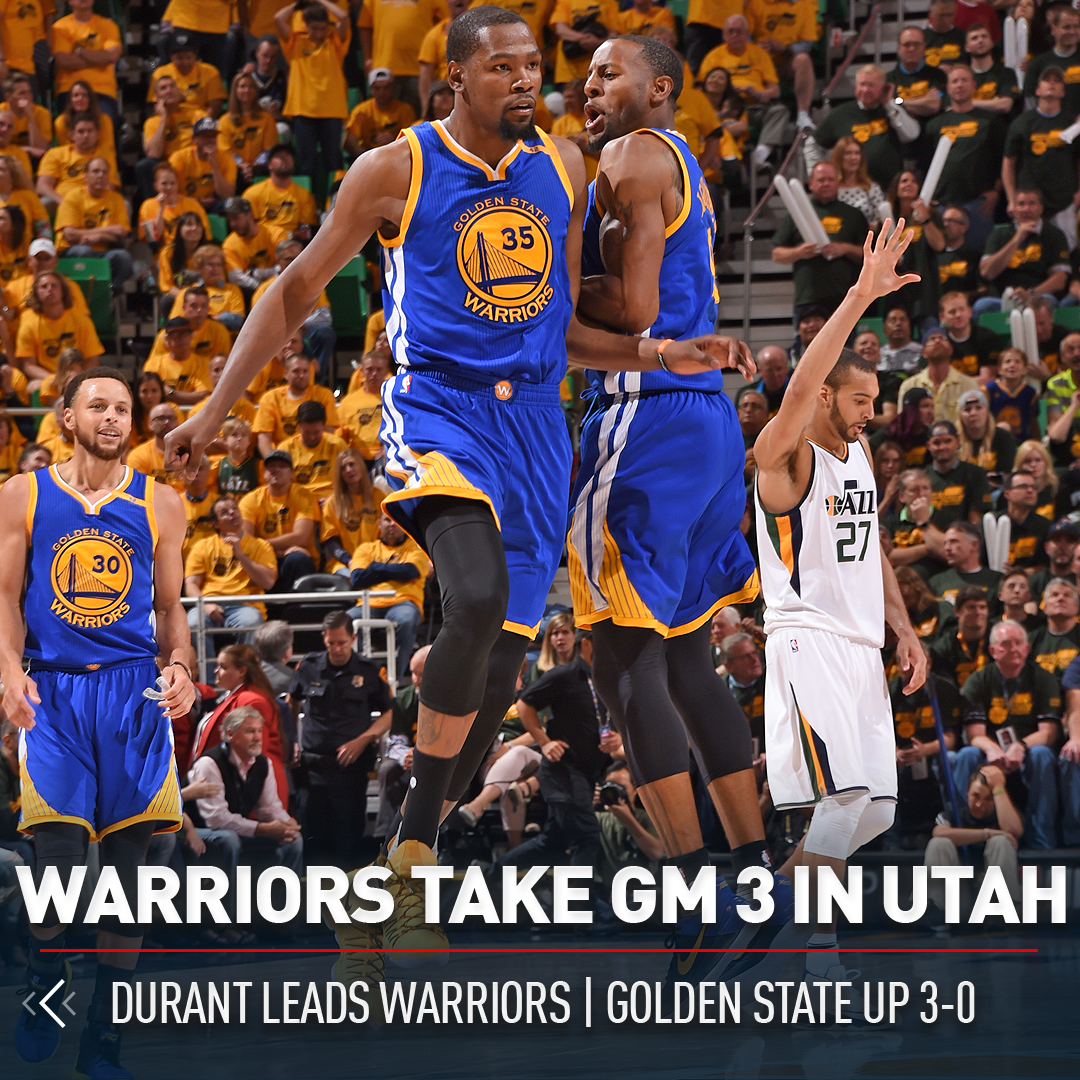 GOLDEN STATE
35
WARRIORS
W
GOLDEN STATE
30
WARRIORS
JAZZ
27
JAZZ
WARRIORS TAKE GM 3 IN UTAH
DURANT LEADS WARRIORS | GOLDEN STATE UP 3-0